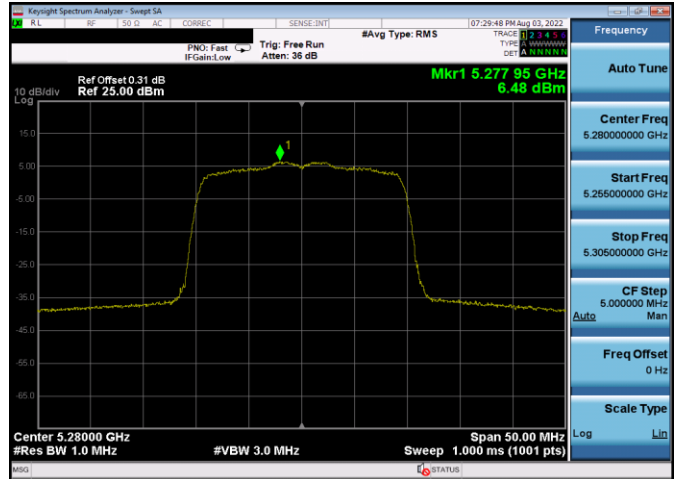 Keysight Spectrum Analyzer - Swept SA
RL RF 50 Ω AC CORREC SENSE:INT 07:29:48 PM Aug 03, 2022
#Avg Type: RMS
TRACE 1 2 3 4 5 6
TYPE A WWWWW
DET A N N N N N
PNO: Fast Trig: Free Run
IFGain:Low Atten: 36 dB
Mkr1 5.277 95 GHz
6.48 dBm
Ref Offset 0.31 dB
10 dB/div Ref 25.00 dBm
Log
15.0
5.00
-5.00
-15.0
-25.0
-35.0
-45.0
-55.0
-65.0
1
Center 5.28000 GHz Span 50.00 MHz
#Res BW 1.0 MHz #VBW 3.0 MHz Sweep 1.000 ms (1001 pts)
MSG STATUS
Frequency
Auto Tune
Center Freq
5.280000000 GHz
Start Freq
5.255000000 GHz
Stop Freq
5.305000000 GHz
CF Step
5.000000 MHz
Auto Man
Freq Offset
0 Hz
Scale Type
Log Lin